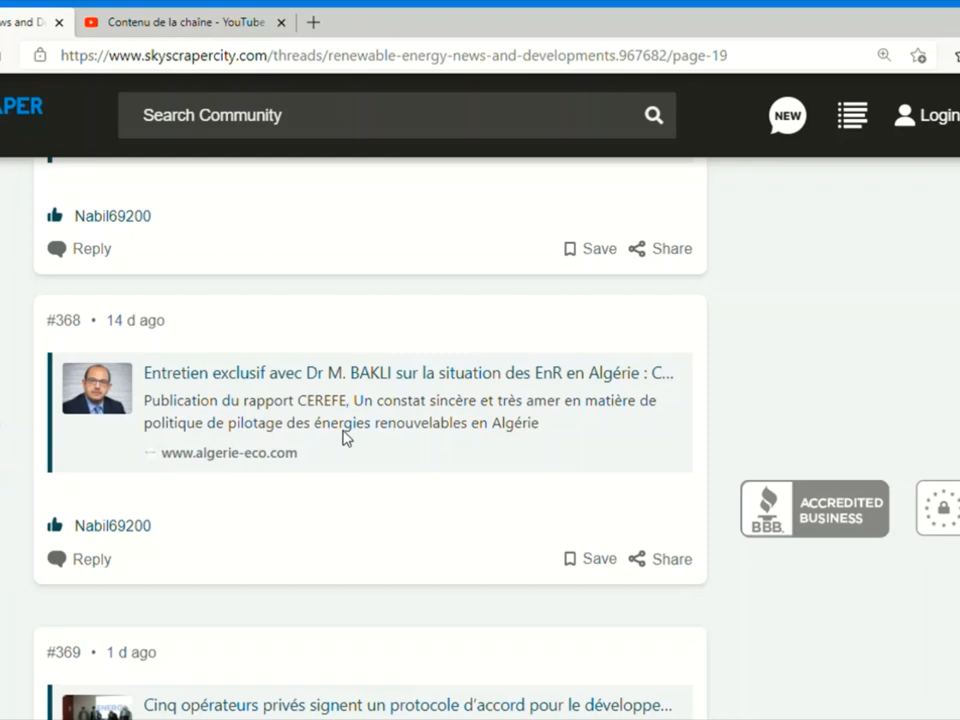 ws and D
Contenu de la chaîne - YouTube
https://www.skyscrapercity.com/threads/renewable-energy-news-and-developments.967682/page-19
APER
Search Community
NEW
Login
Nabil69200
Reply
Save
Share
#368 • 14 d ago
Entretien exclusif avec Dr M. BAKLI sur la situation des EnR en Algérie : C...
Publication du rapport CEREFE, Un constat sincère et très amer en matière de
politique de pilotage des énergies renouvelables en Algérie
www.algerie-eco.com
BBB.
ACCREDITED
BUSINESS
Nabil69200
Reply
Save
Share
#369 • 1 d ago
Cinq opérateurs privés signent un protocole d'accord pour le développe...